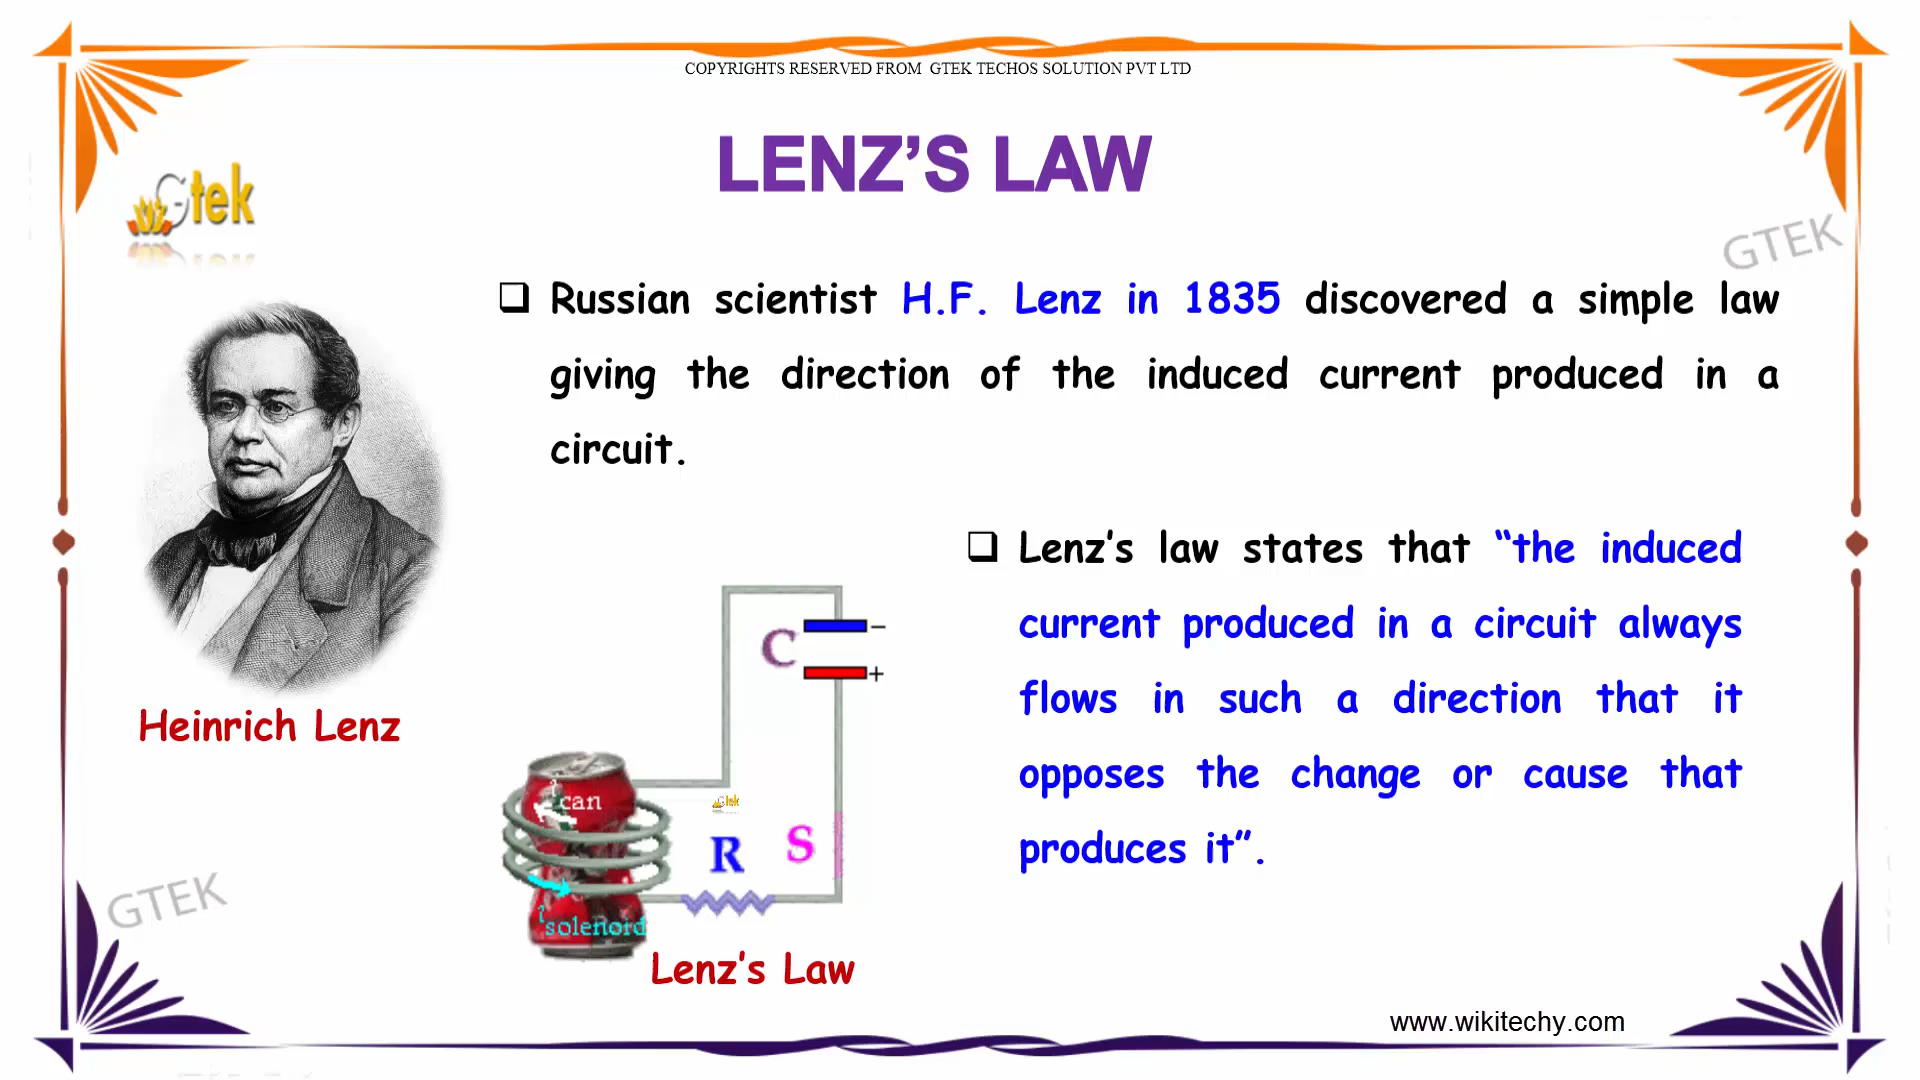 COPYRIGHTS RESERVED FROM GTEK TECHOS SOLUTION PVT LTD
LENZ'S LAW
Gtek
GTEK
❑ Russian scientist H.F. Lenz in 1835 discovered a simple law
giving the direction of the induced current produced in a
circuit.
Heinrich Lenz
❑ Lenz's law states that “the induced
current produced in a circuit always
flows in such a direction that it
opposes the change or cause that
produces it”.
C
−
+
can
Gtek
R
S
solenoid
Lenz's Law
GTEK
www.wikitechy.com